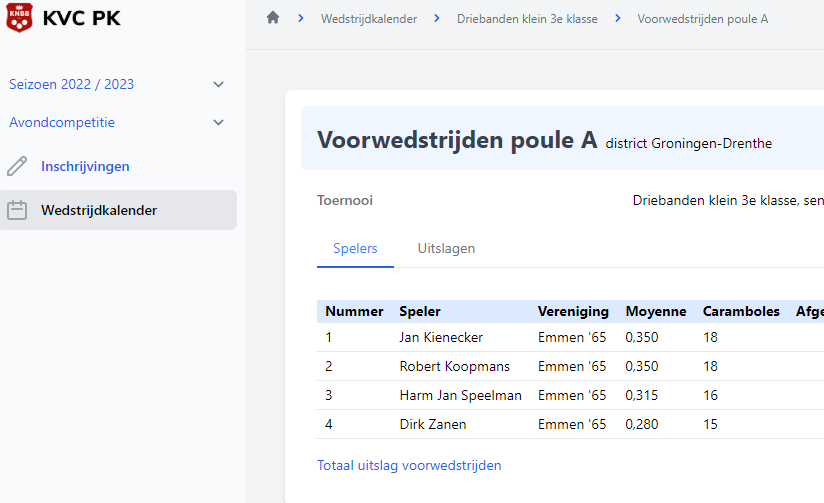 KNBB
KVC PK
Seizoen 2022 / 2023
Avondcompetitie
Inschrijvingen
Wedstrijdkalender
Wedstrijdkalender Driebanden klein 3e klasse Voorwedstrijden poule A
Voorwedstrijden poule A district Groningen-Drenthe
Toernooi Driebanden klein 3e klasse, sen
Spelers Uitslagen
Nummer Speler Vereniging Moyenne Caramboles Afge
1 Jan Kienecker Emmen '65 0,350 18
2 Robert Koopmans Emmen '65 0,350 18
3 Harm Jan Speelman Emmen '65 0,315 16
4 Dirk Zanen Emmen '65 0,280 15
Totaal uitslag voorwedstrijden